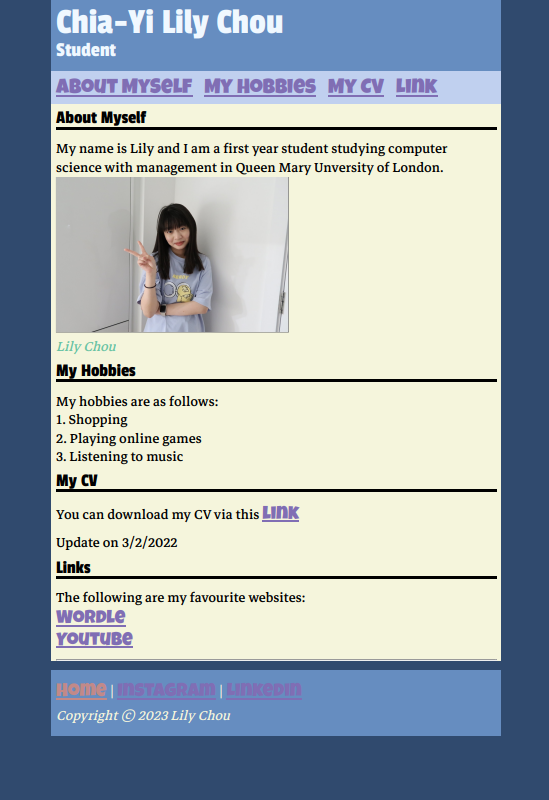 Chia-Yi Lily Chou
Student
About Myself My Hobbies My CV Link
About Myself
My name is Lily and I am a first year student studying computer
science with management in Queen Mary Unversity of London.
Lily Chou
My Hobbies
My hobbies are as follows:
1. Shopping
2. Playing online games
3. Listening to music
My CV
You can download my CV via this Link
Update on 3/2/2022
Links
The following are my favourite websites:
Wordle
Youtube
Home | Instagram | Linkedin
Copyright © 2023 Lily Chou